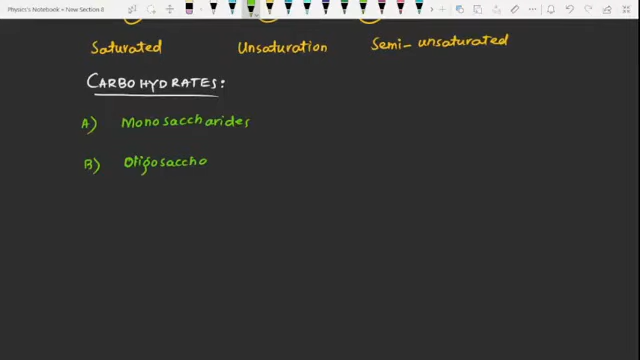 Physics's Notebook » New Section 8
Saturated Unsaturation Semi-unsaturated
CARBOHYDRATES:
A) Monosaccharides
B) Oligosaccho